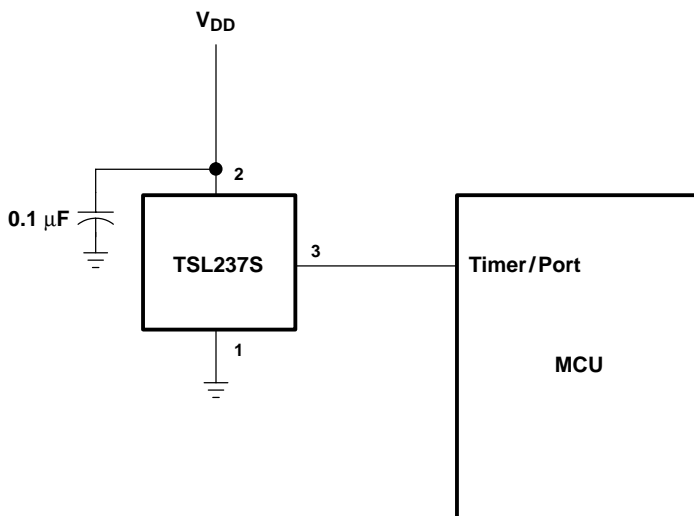 VDD
2
0.1 μF
TSL237S
3
Timer/Port
1
MCU